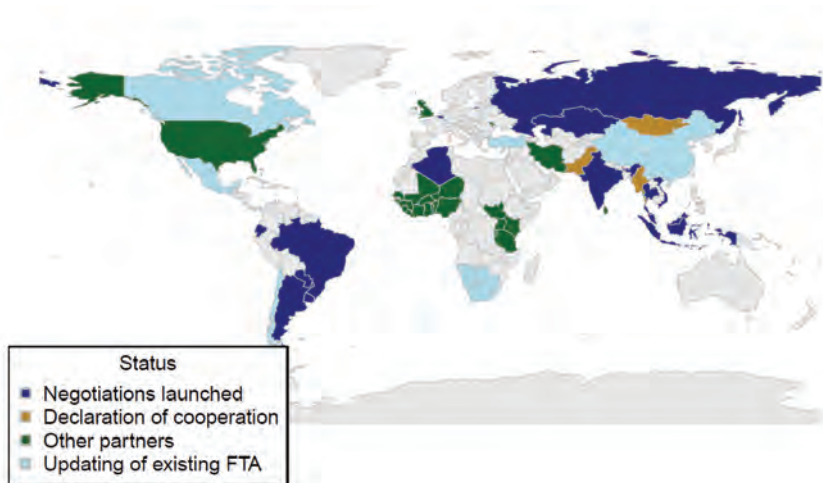 Status
Negotiations launched
Declaration of cooperation
Other partners
Updating of existing FTA